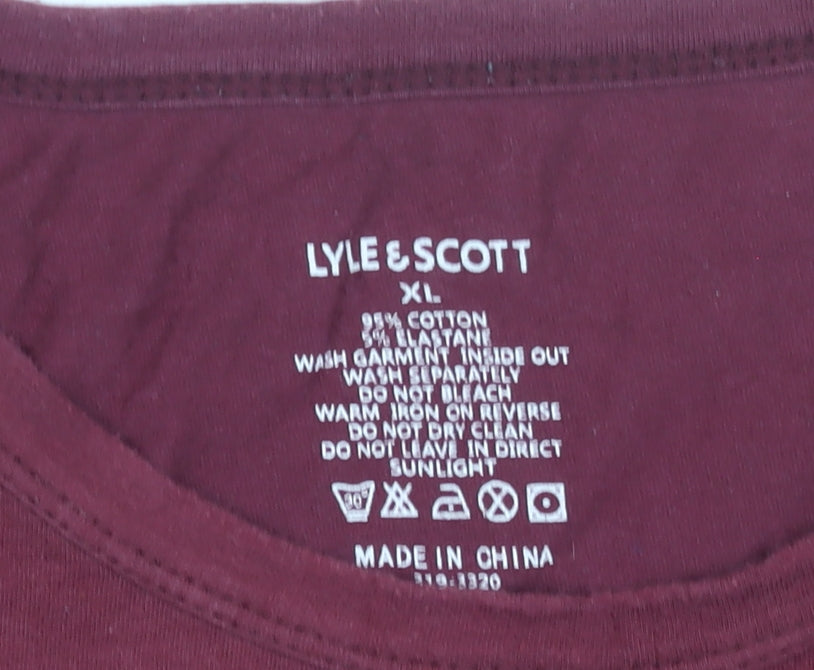 LYLE & SCOTT
XL
95% COTTON
5% ELASTANE
WASH GARMENT INSIDE OUT
WASH SEPARATELY
DO NOT BLEACH
WARM IRON ON REVERSE
DO NOT DRY CLEAN
DO NOT LEAVE IN DIRECT
SUNLIGHT
30°
MADE IN CHINA